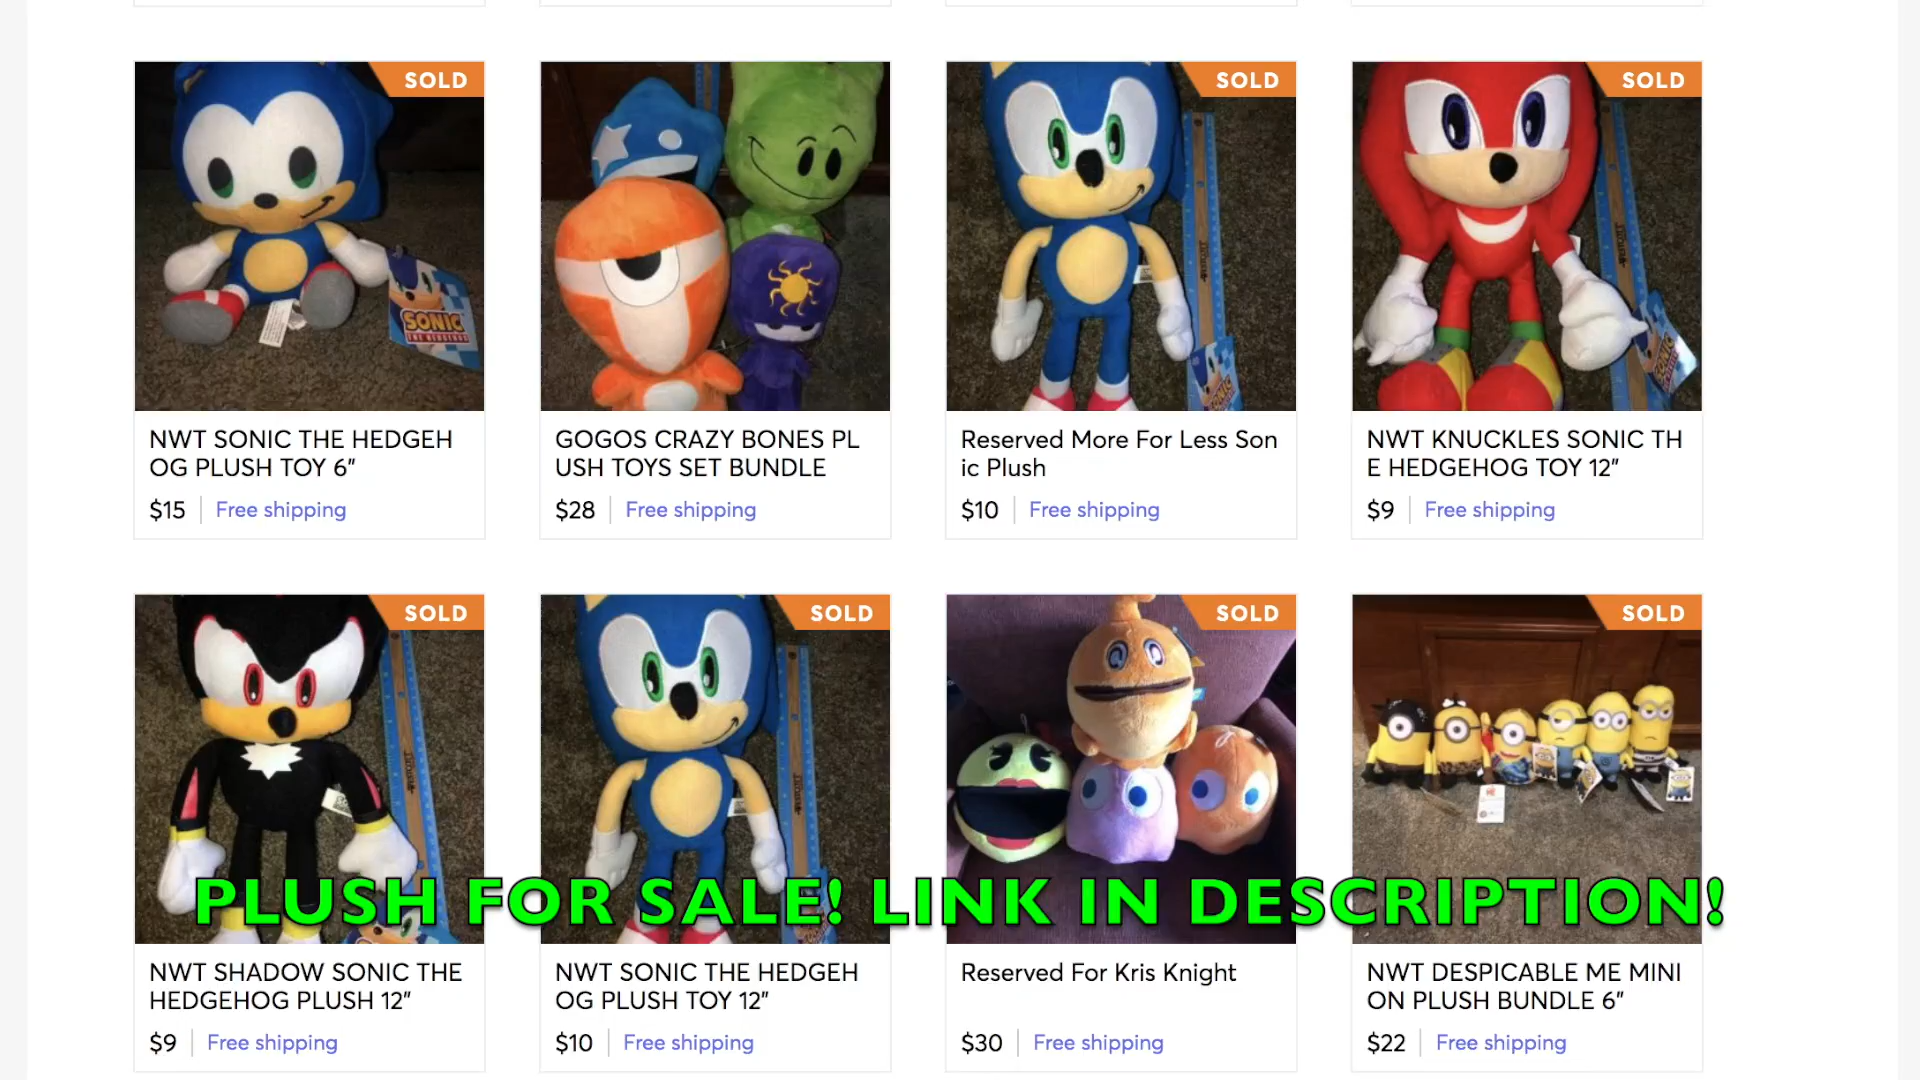 SOLD
SOLD
SOLD
SONIC
THE HEDGEHOG
NWT SONIC THE HEDGEH
OG PLUSH TOY 6”
$15 Free shipping
GOGOS CRAZY BONES PL
USH TOYS SET BUNDLE
$28 Free shipping
Reserved More For Less Son
ic Plush
$10 Free shipping
NWT KNUCKLES SONIC TH
E HEDGEHOG TOY 12”
$9 Free shipping
SOLD
SOLD
SOLD
SOLD
PLUSH FOR SALE! LINK IN DESCRIPTION!
NWT SHADOW SONIC THE
HEDGEHOG PLUSH 12”
$9 Free shipping
NWT SONIC THE HEDGEH
OG PLUSH TOY 12”
$10 Free shipping
Reserved For Kris Knight
$30 Free shipping
NWT DESPICABLE ME MINI
ON PLUSH BUNDLE 6”
$22 Free shipping